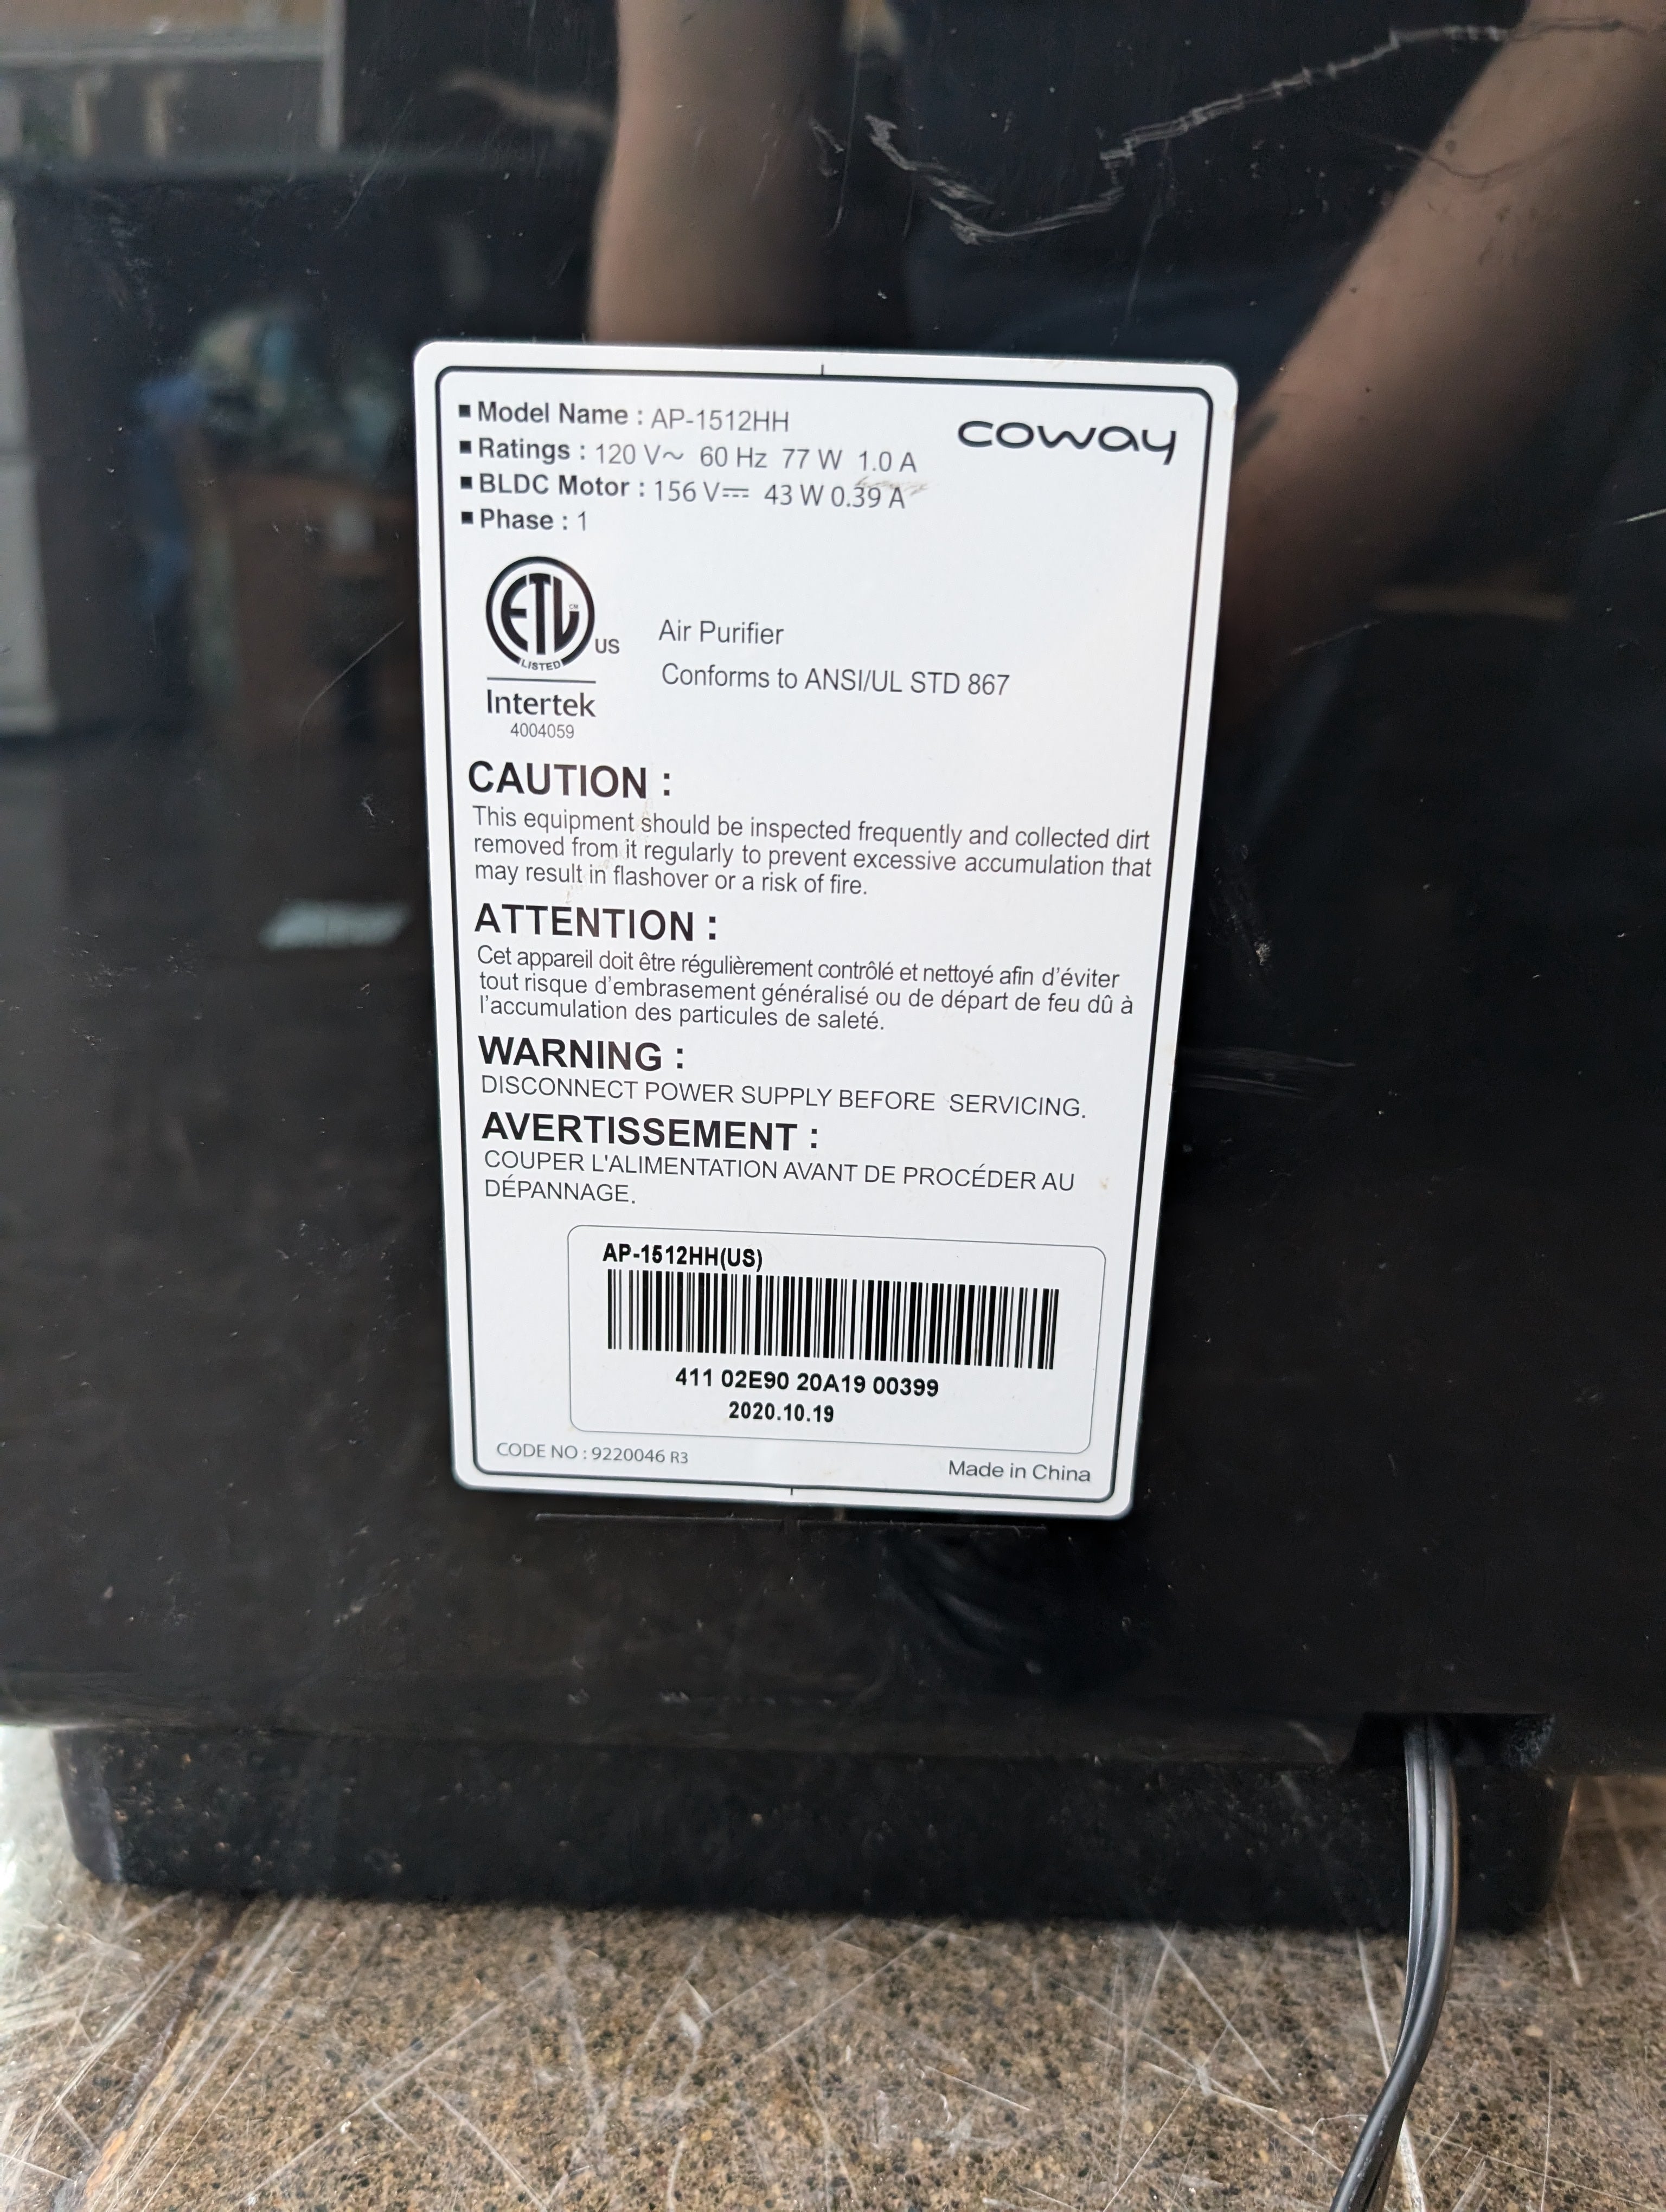 ■ Model Name : AP-1512HH
coway
■ Ratings : 120 V~ 60 Hz 77 W 1.0 A
■ BLDC Motor : 156 V⎓ 43 W 0.39 A
■ Phase : 1
ETL CM
LISTED
US
Intertek
4004059
Air Purifier
Conforms to ANSI/UL STD 867
CAUTION :
This equipment should be inspected frequently and collected dirt
removed from it regularly to prevent excessive accumulation that
may result in flashover or a risk of fire.
ATTENTION :
Cet appareil doit être régulièrement contrôlé et nettoyé afin d'éviter
tout risque d'embrasement généralisé ou de départ de feu dû à
l'accumulation des particules de saleté.
WARNING :
DISCONNECT POWER SUPPLY BEFORE SERVICING.
AVERTISSEMENT :
COUPER L'ALIMENTATION AVANT DE PROCÉDER AU
DÉPANNAGE.
AP-1512HH(US)
411 02E90 20A19 00399
2020.10.19
CODE NO : 9220046 R3
Made in China